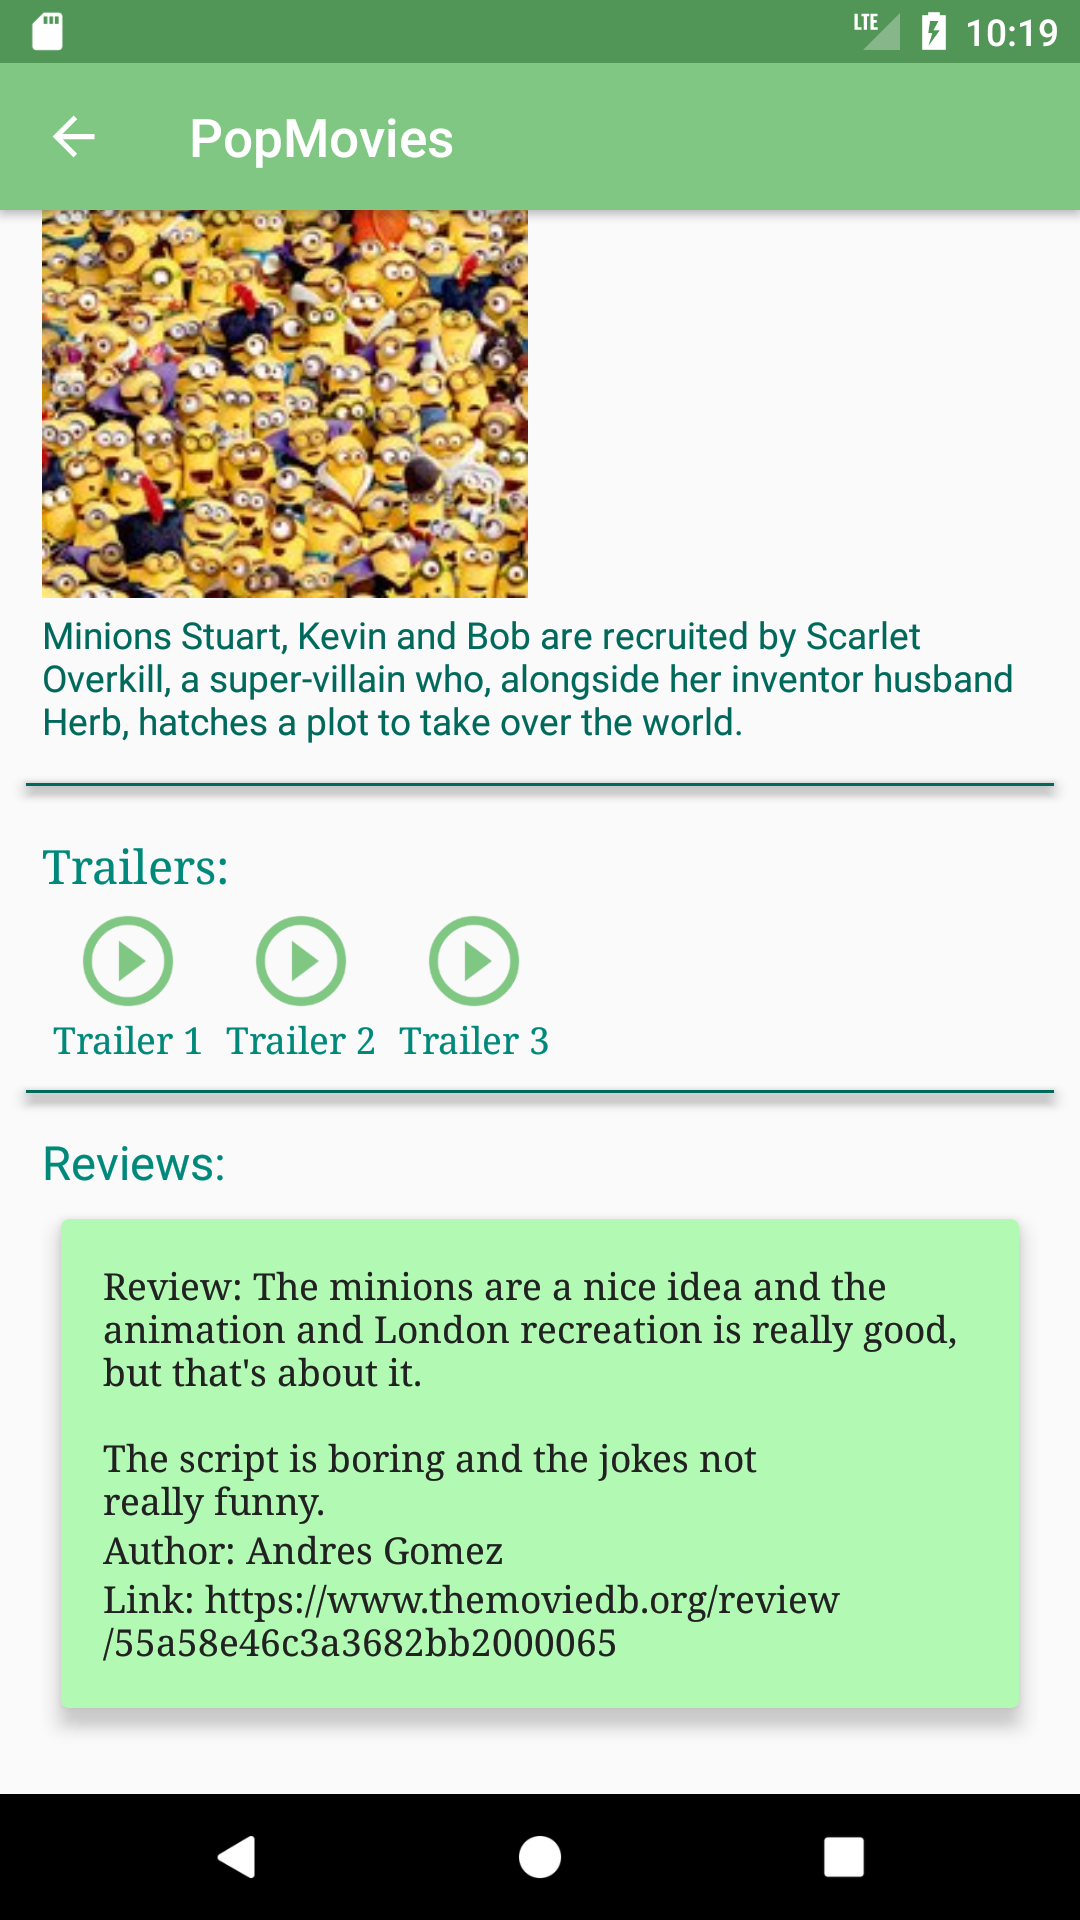 LTE 10:19
PopMovies
Minions Stuart, Kevin and Bob are recruited by Scarlet
Overkill, a super-villain who, alongside her inventor husband
Herb, hatches a plot to take over the world.
Trailers:
Trailer 1 Trailer 2 Trailer 3
Reviews:
Review: The minions are a nice idea and the
animation and London recreation is really good,
but that's about it.
The script is boring and the jokes not
really funny.
Author: Andres Gomez
Link: https://www.themoviedb.org/review
/55a58e46c3a3682bb2000065